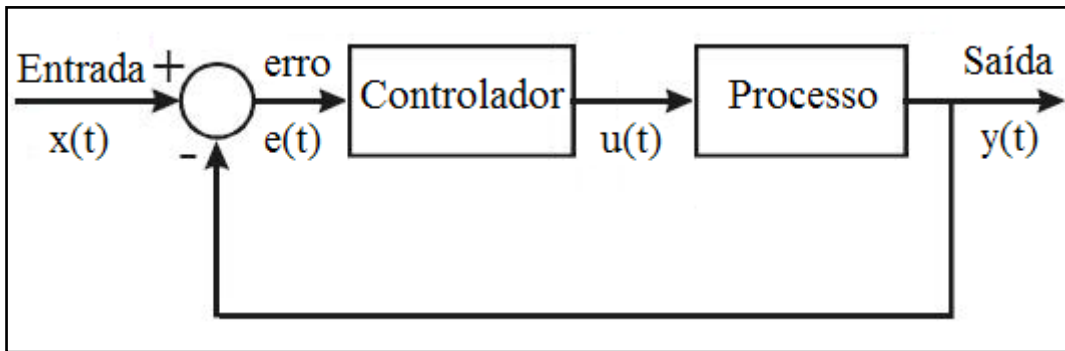 Entrada + erro Controlador Processo Saída
x(t) - e(t) u(t) y(t)